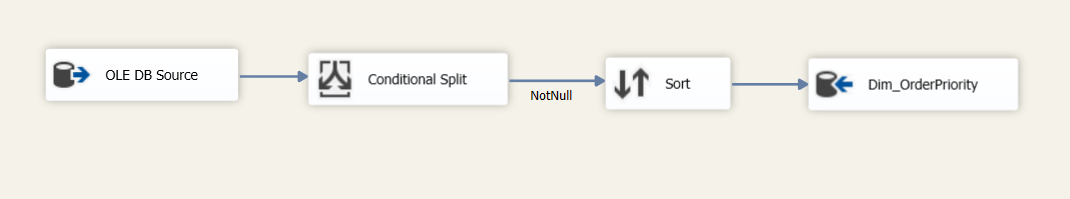 OLE DB Source
Conditional Split
NotNull
Sort
Dim_OrderPriority